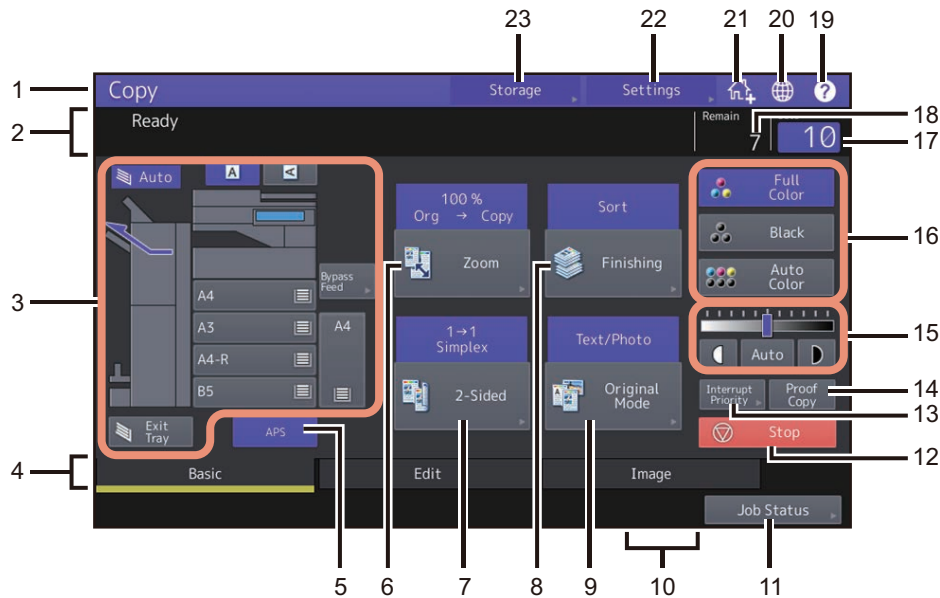 23
22
21
20
19
1
Copy
Storage
Settings
?
2
Ready
Remain
18
7
10
17
Auto
A
A
100 %
Org → Copy
Sort
Full
Color
Zoom
Finishing
Black
16
Bypass
Feed
Auto
Color
3
A4
A3
A4
1→1
Simplex
Text/Photo
15
A4-R
Auto
B5
2-Sided
Original
Mode
Interrupt
Priority
Proof
Copy
14
13
Exit
Tray
APS
Stop
12
4
Basic
Edit
Image
Job Status
5
6
7
8
9
10
11